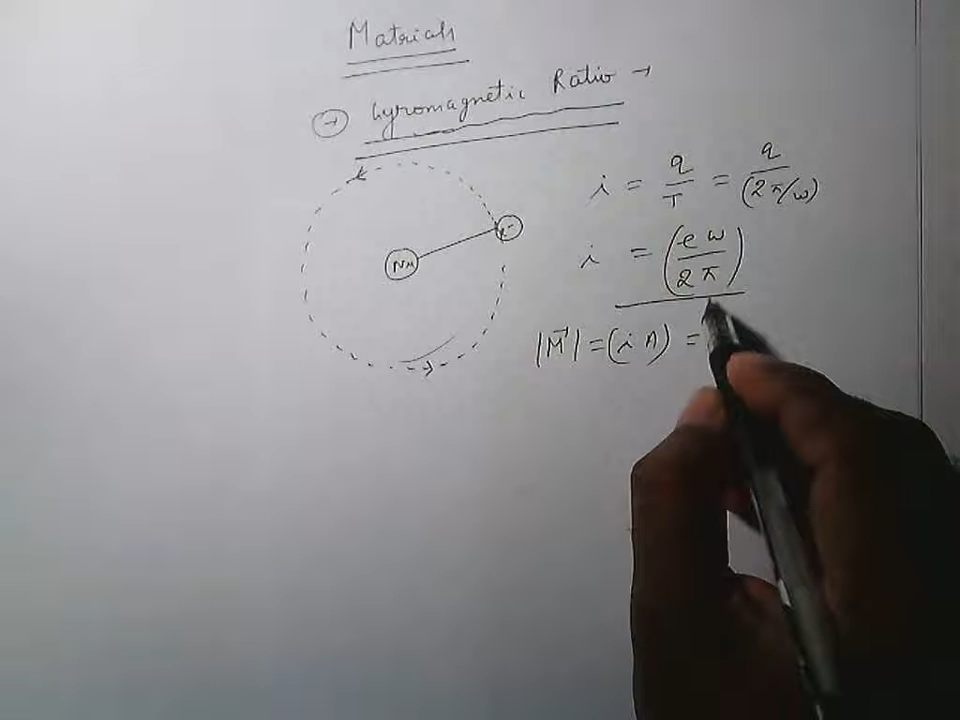 Matrials
→ Gyromagnetic Ratio →
i = q/T = q/(2π/ω)
e-
Nu
i = (eω/2π)
|M⃗| = (i A) =